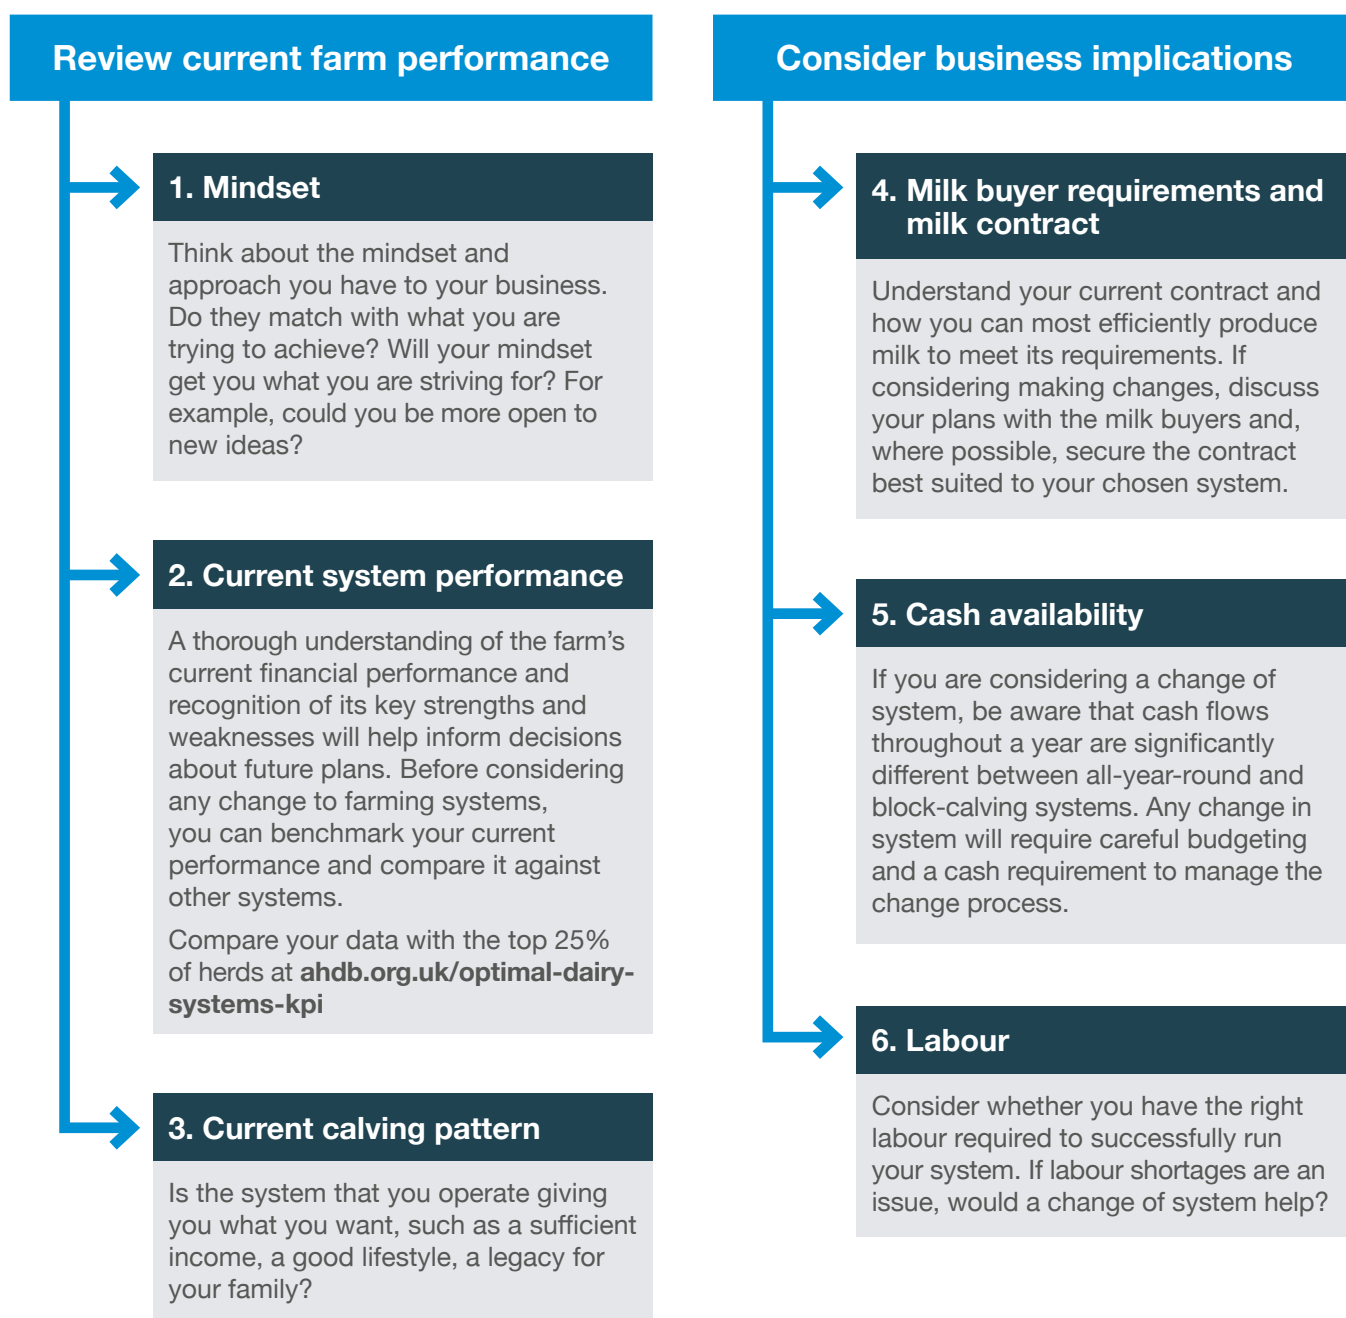 Review current farm performance
1. Mindset
Think about the mindset and
approach you have to your business.
Do they match with what you are
trying to achieve? Will your mindset
get you what you are striving for? For
example, could you be more open to
new ideas?
2. Current system performance
A thorough understanding of the farm’s
current financial performance and
recognition of its key strengths and
weaknesses will help inform decisions
about future plans. Before considering
any change to farming systems,
you can benchmark your current
performance and compare it against
other systems.
Compare your data with the top 25%
of herds at ahdb.org.uk/optimal-dairy-
systems-kpi
3. Current calving pattern
Is the system that you operate giving
you what you want, such as a sufficient
income, a good lifestyle, a legacy for
your family?
Consider business implications
4. Milk buyer requirements and
milk contract
Understand your current contract and
how you can most efficiently produce
milk to meet its requirements. If
considering making changes, discuss
your plans with the milk buyers and,
where possible, secure the contract
best suited to your chosen system.
5. Cash availability
If you are considering a change of
system, be aware that cash flows
throughout a year are significantly
different between all-year-round and
block-calving systems. Any change in
system will require careful budgeting
and a cash requirement to manage the
change process.
6. Labour
Consider whether you have the right
labour required to successfully run
your system. If labour shortages are an
issue, would a change of system help?